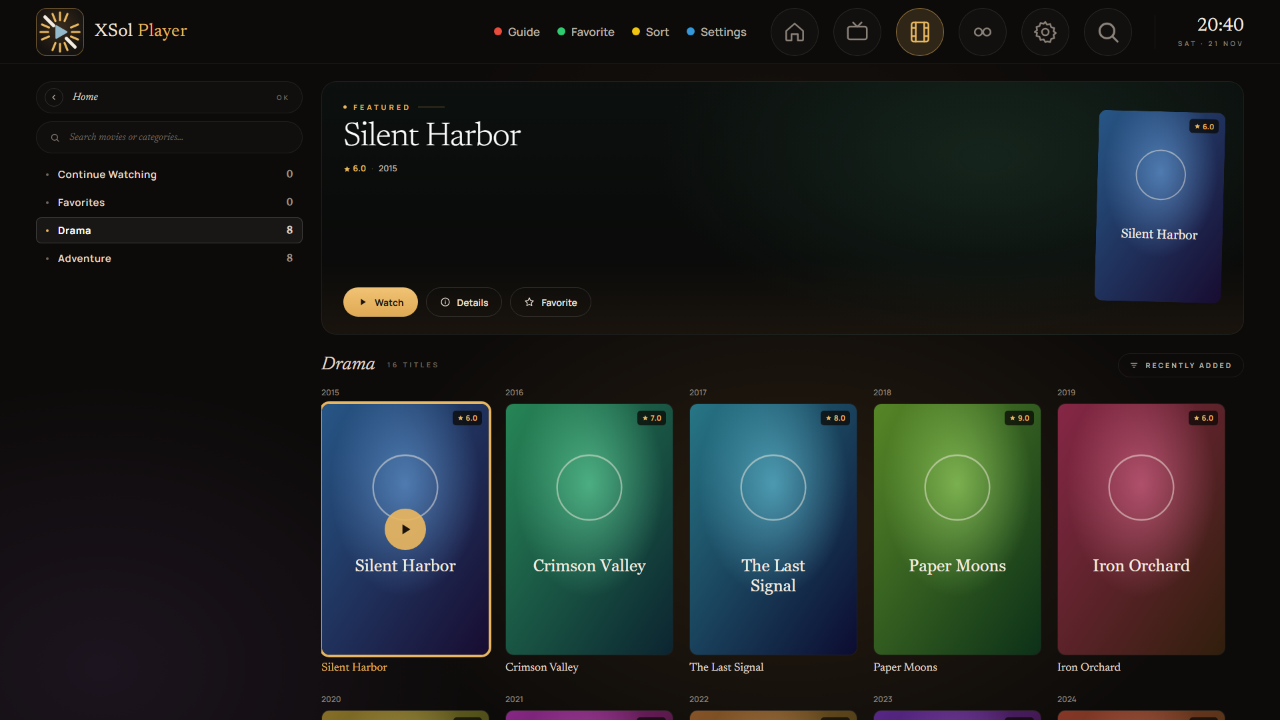 XSol Player
Guide
Favorite
Sort
Settings
20:40
SAT · 21 NOV
Home
OK
Search movies or categories...
Continue Watching 0
Favorites 0
Drama 8
Adventure 8
FEATURED
Silent Harbor
★ 6.0 · 2015
Watch
Details
Favorite
★ 6.0
Silent Harbor
Drama 16 TITLES
RECENTLY ADDED
2015
★ 6.0
Silent Harbor
Silent Harbor
2016
★ 7.0
Crimson Valley
Crimson Valley
2017
★ 8.0
The Last
Signal
The Last Signal
2018
★ 9.0
Paper Moons
Paper Moons
2019
★ 6.0
Iron Orchard
Iron Orchard
2020
2021
2022
2023
2024